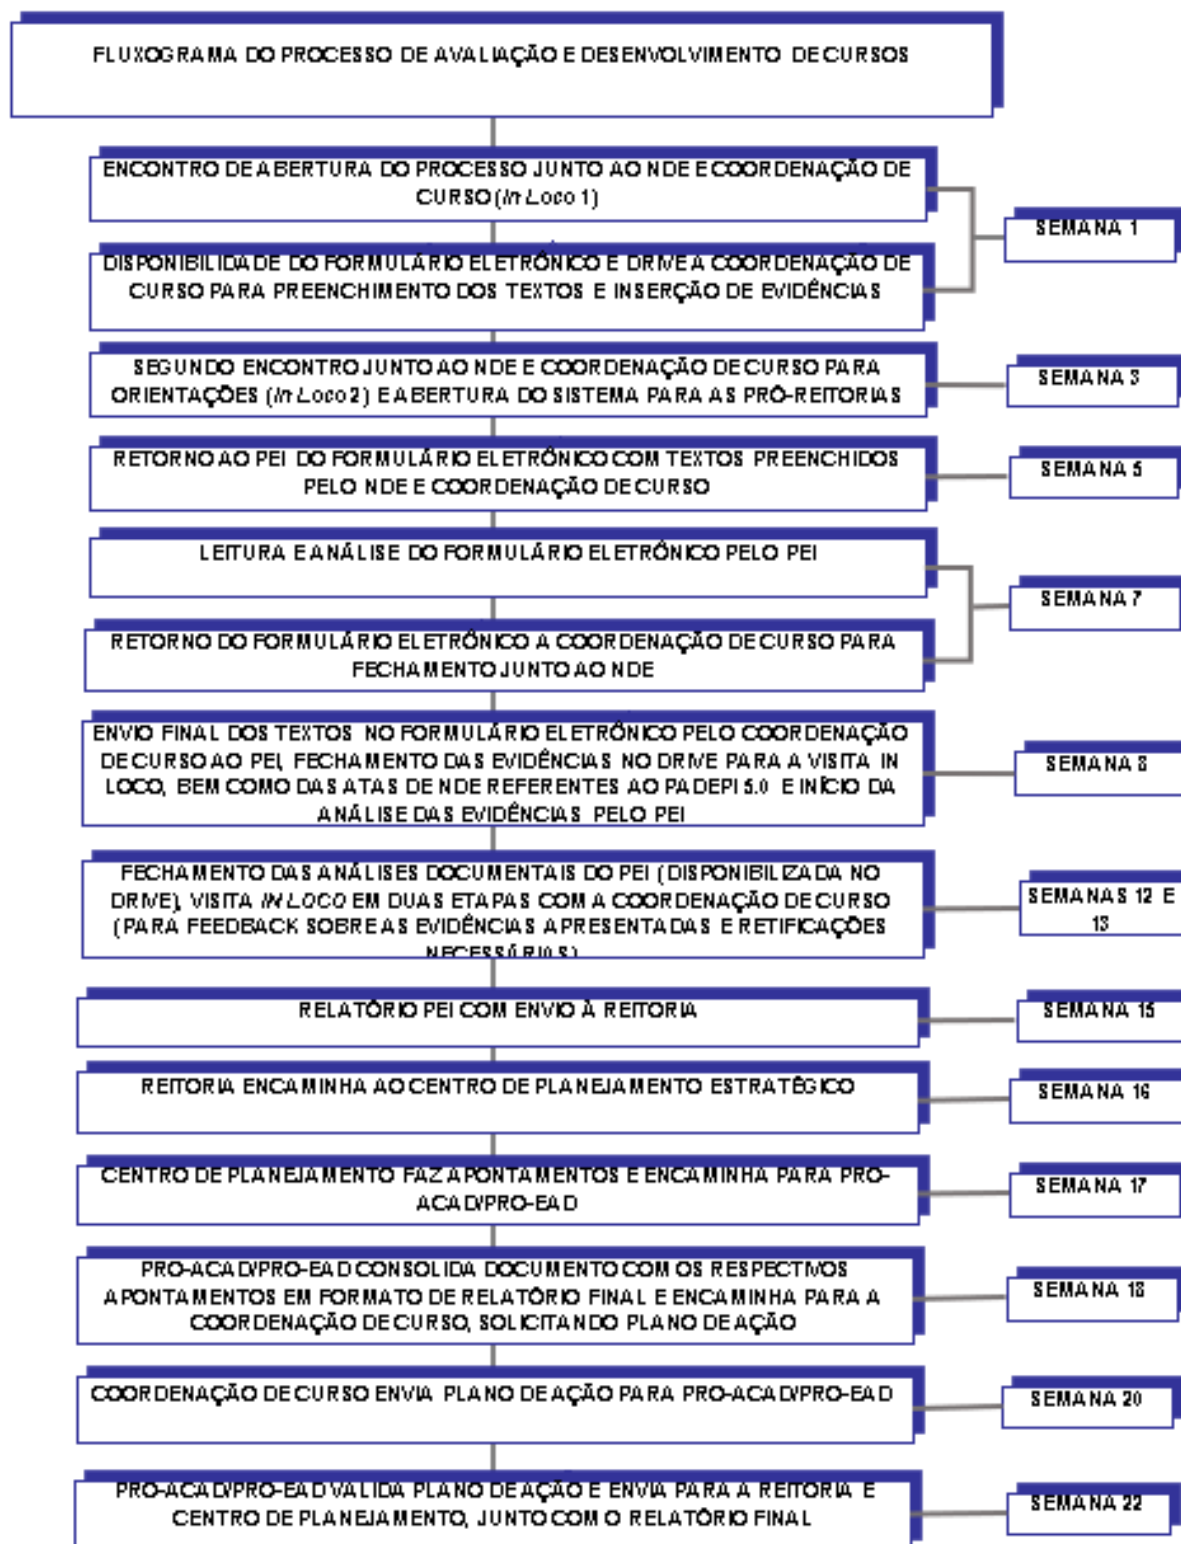 FLUXOGRAMA DO PROCESSO DE AVALIAÇÃO E DESENVOLVIMENTO DE CURSOS
ENCONTRO DE ABERTURA DO PROCESSO JUNTO AO NDE E COORDENAÇÃO DE
CURSO (In Loco 1)
SEMANA 1
DISPONIBILIDADE DO FORMULÁRIO ELETRÔNICO E DRIVE A COORDENAÇÃO DE
CURSO PARA PREENCHIMENTO DOS TEXTOS E INSERÇÃO DE EVIDÊNCIAS
SEGUNDO ENCONTRO JUNTO AO NDE E COORDENAÇÃO DE CURSO PARA
ORIENTAÇÕES (In Loco 2) E ABERTURA DO SISTEMA PARA AS PRÓ-REITORIAS
SEMANA 3
RETORNO AO PEI DO FORMULÁRIO ELETRÔNICO COM TEXTOS PREENCHIDOS
PELO NDE E COORDENAÇÃO DE CURSO
SEMANA 5
LEITURA E ANÁLISE DO FORMULÁRIO ELETRÔNICO PELO PEI
SEMANA 7
RETORNO DO FORMULÁRIO ELETRÔNICO A COORDENAÇÃO DE CURSO PARA
FECHAMENTO JUNTO AO NDE
ENVIO FINAL DOS TEXTOS NO FORMULÁRIO ELETRÔNICO PELO COORDENAÇÃO
DE CURSO AO PEI, FECHAMENTO DAS EVIDÊNCIAS NO DRIVE PARA A VISITA IN
LOCO, BEM COMO DAS ATAS DE NDE REFERENTES AO PADEPI 5.0 E INÍCIO DA
ANÁLISE DAS EVIDÊNCIAS PELO PEI
SEMANA 8
FECHAMENTO DAS ANÁLISES DOCUMENTAIS DO PEI (DISPONIBILIZADA NO
DRIVE), VISITA IN LOCO EM DUAS ETAPAS COM A COORDENAÇÃO DE CURSO
(PARA FEEDBACK SOBRE AS EVIDÊNCIAS APRESENTADAS E RETIFICAÇÕES
NECESSÁRIAS)
SEMANAS 12 E
13
RELATÓRIO PEI COM ENVIO À REITORIA
SEMANA 15
REITORIA ENCAMINHA AO CENTRO DE PLANEJAMENTO ESTRATÉGICO
SEMANA 16
CENTRO DE PLANEJAMENTO FAZ APONTAMENTOS E ENCAMINHA PARA PRO-
ACAD/PRO-EAD
SEMANA 17
PRO-ACAD/PRO-EAD CONSOLIDA DOCUMENTO COM OS RESPECTIVOS
APONTAMENTOS EM FORMATO DE RELATÓRIO FINAL E ENCAMINHA PARA A
COORDENAÇÃO DE CURSO, SOLICITANDO PLANO DE AÇÃO
SEMANA 18
COORDENAÇÃO DE CURSO ENVIA PLANO DE AÇÃO PARA PRO-ACAD/PRO-EAD
SEMANA 20
PRO-ACAD/PRO-EAD VALIDA PLANO DE AÇÃO E ENVIA PARA A REITORIA E
CENTRO DE PLANEJAMENTO, JUNTO COM O RELATÓRIO FINAL
SEMANA 22